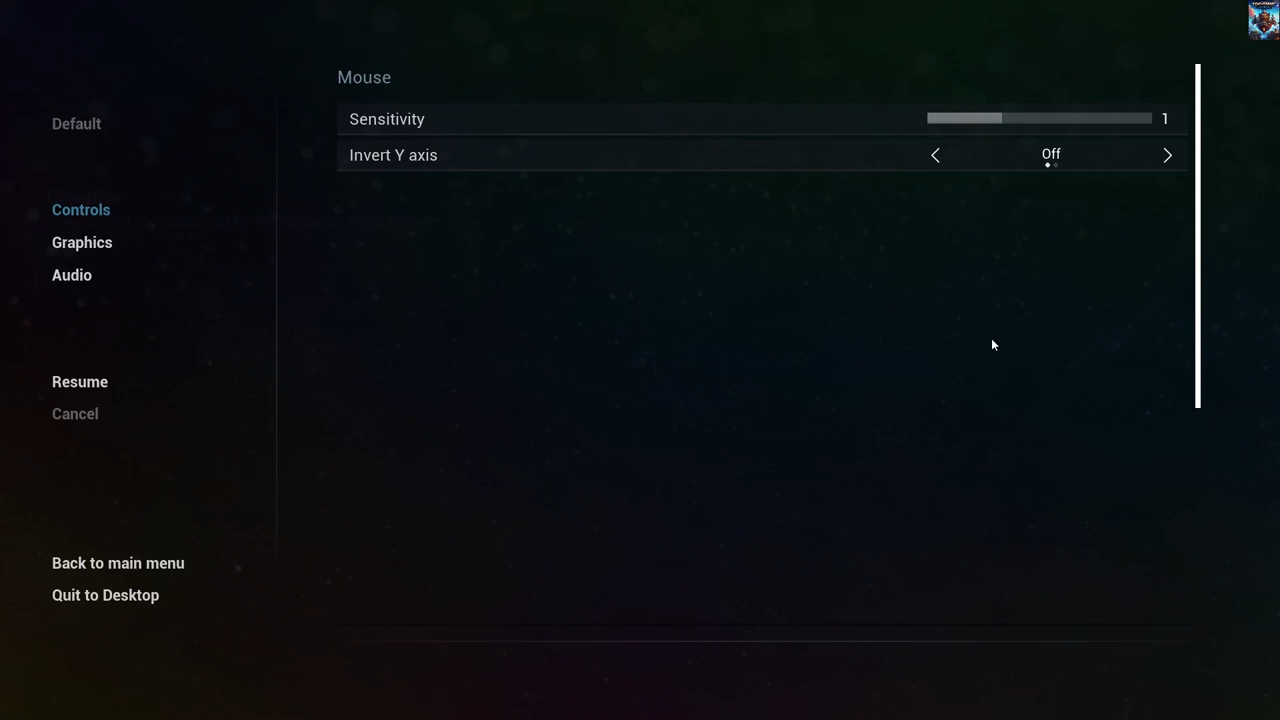 Mouse
Default
Sensitivity 1
Invert Y axis Off
Controls
Graphics
Audio
Resume
Cancel
Back to main menu
Quit to Desktop